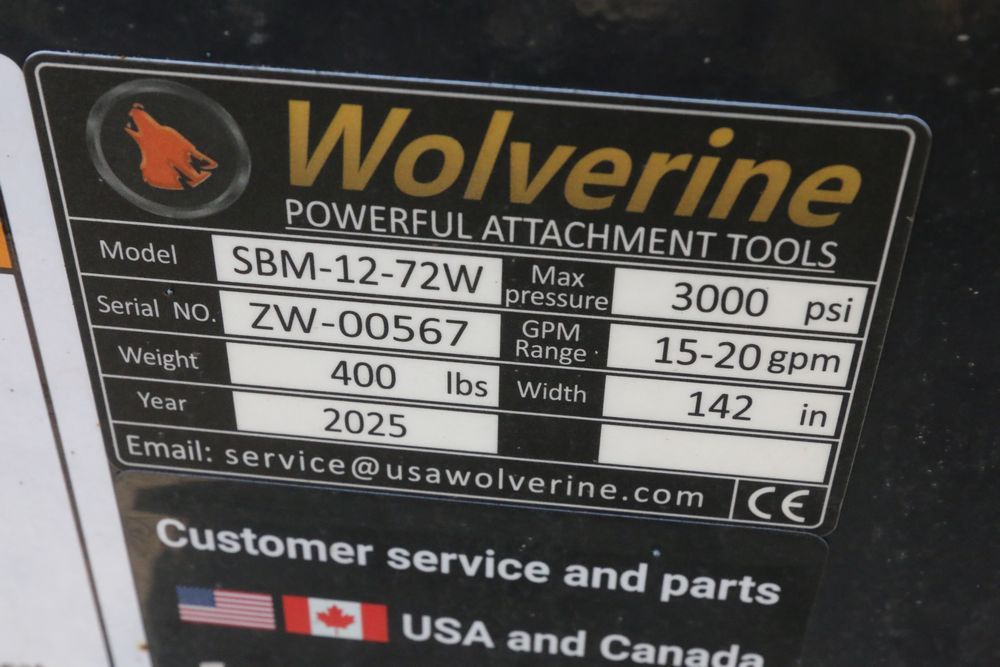 Wolverine
POWERFUL ATTACHMENT TOOLS
Model SBM-12-72W Max pressure 3000 psi
Serial NO. ZW-00567 GPM Range 15-20 gpm
Weight 400 lbs Width 142 in
Year 2025
Email: service@usawolverine.com CE
Customer service and parts
USA and Canada